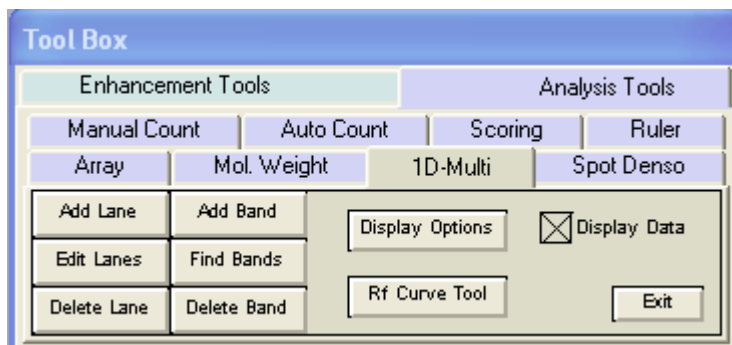 Tool Box
Enhancement Tools Analysis Tools
Manual Count Auto Count Scoring Ruler
Array Mol. Weight 1D-Multi Spot Denso
Add Lane Add Band Display Options Display Data
Edit Lanes Find Bands
Delete Lane Delete Band Rf Curve Tool Exit